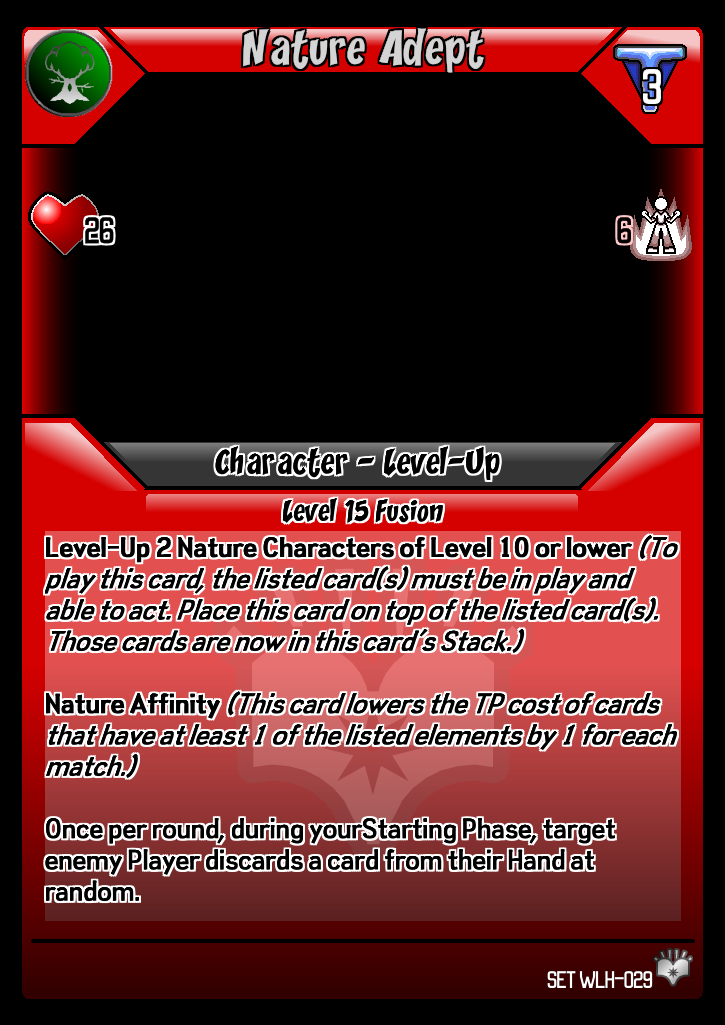 Nature Adept
3
26
6
Character - Level-Up
Level 15 Fusion
Level-Up 2 Nature Characters of Level 10 or lower (To
play this card, the listed card(s) must be in play and
able to act. Place this card on top of the listed card(s).
Those cards are now in this card's Stack.)
Nature Affinity (This card lowers the TP cost of cards
that have at least 1 of the listed elements by 1 for each
match.)
Once per round, during yourStarting Phase, target
enemy Player discards a card from their Hand at
random.
SET WLH-029